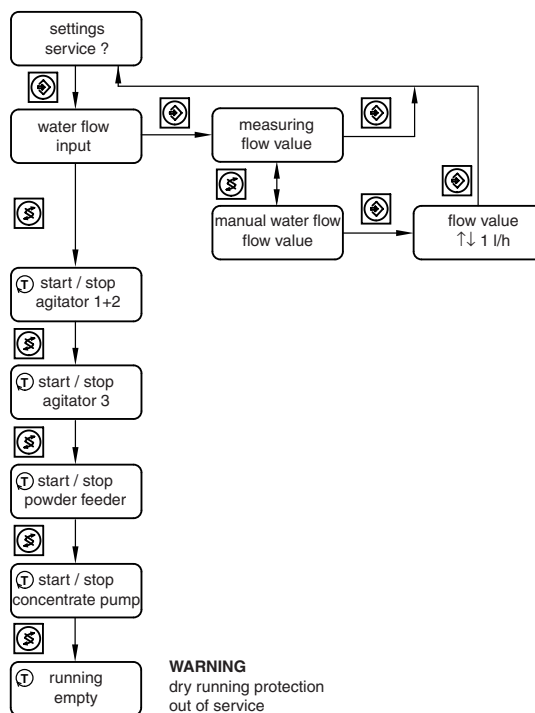 settings
service ?
water flow
input
measuring
flow value
manual water flow
flow value
flow value
↑↓ 1 l/h
T start / stop
agitator 1+2
T start / stop
agitator 3
T start / stop
powder feeder
T start / stop
concentrate pump
T running
empty
WARNING
dry running protection
out of service